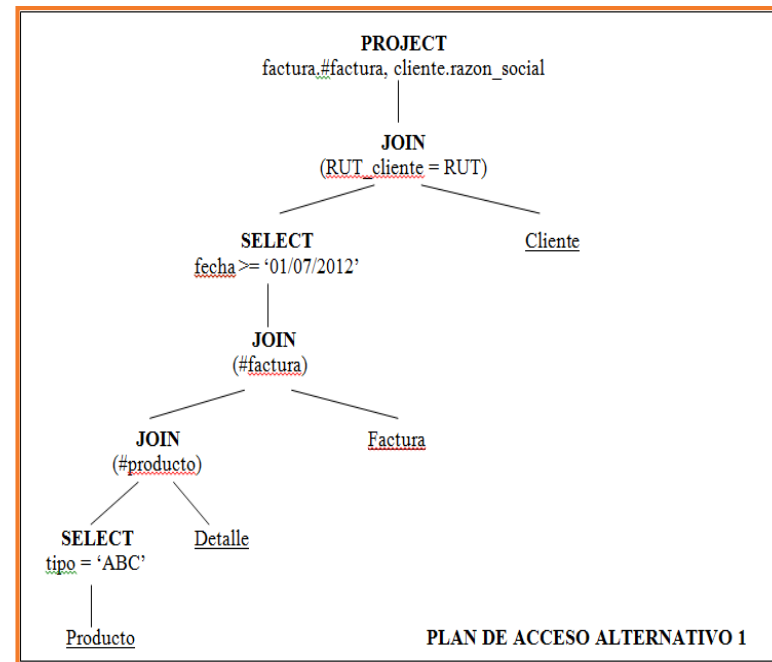 PROJECT
factura.#factura, cliente.razon_social
JOIN
(RUT_cliente = RUT)
SELECT
fecha >= ‘01/07/2012’
Cliente
JOIN
(#factura)
JOIN
(#producto)
Factura
SELECT
tipo = ‘ABC’
Detalle
Producto
PLAN DE ACCESO ALTERNATIVO 1